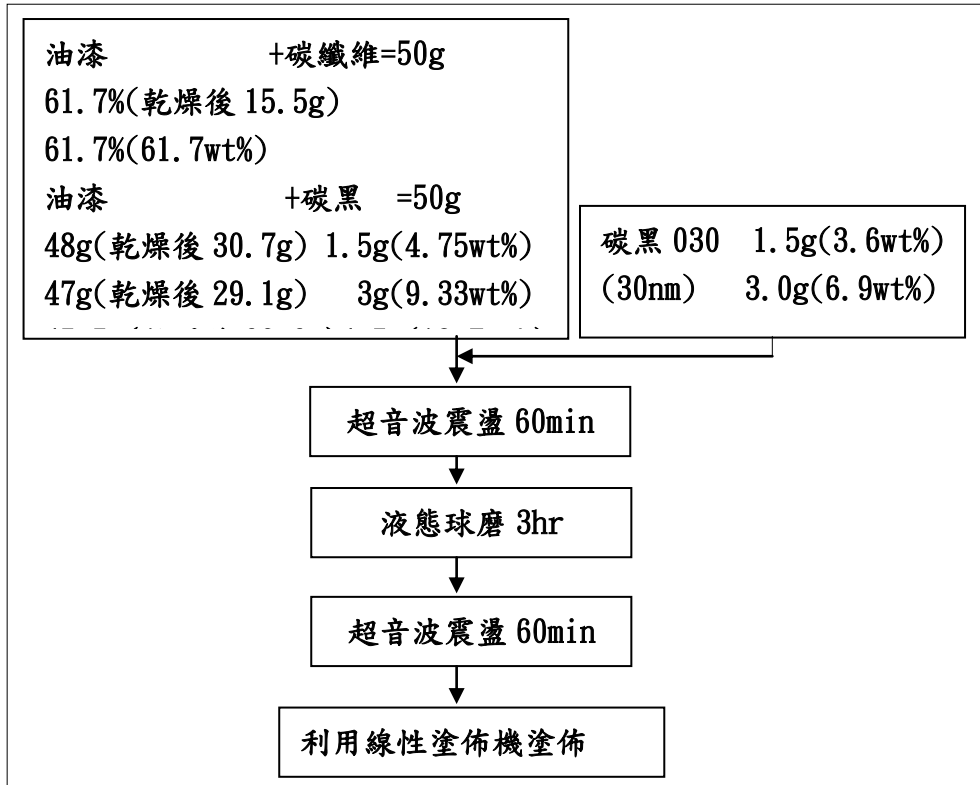 油漆 +碳纖維=50g
61.7%(乾燥後 15.5g)
61.7%(61.7wt%)
油漆 +碳黑 =50g
48g(乾燥後 30.7g) 1.5g(4.75wt%)
47g(乾燥後 29.1g) 3g(9.33wt%)
碳黑 030 1.5g(3.6wt%)
(30nm) 3.0g(6.9wt%)
超音波震盪 60min
液態球磨 3hr
超音波震盪 60min
利用線性塗佈機塗佈